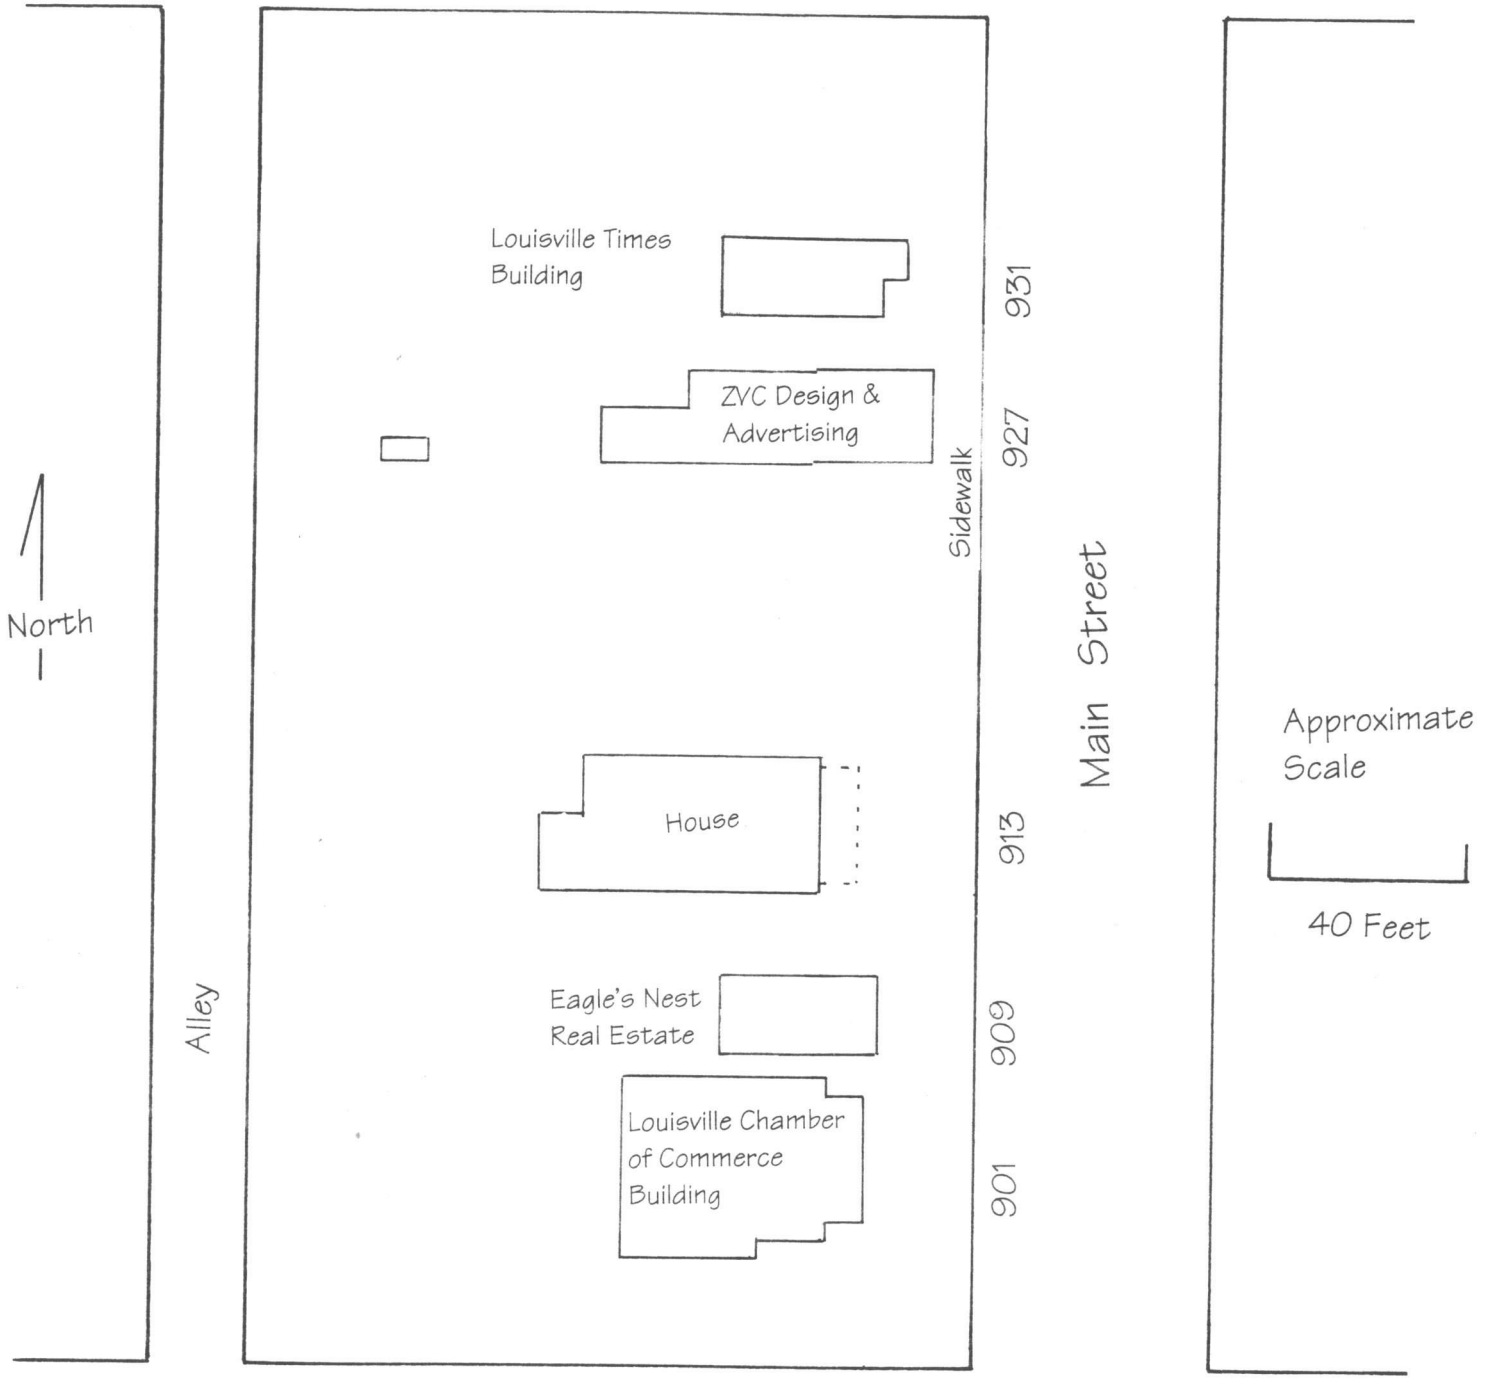 Louisville Times
Building
931
ZVC Design &
Advertising
927
Sidewalk
North
Main Street
Approximate
Scale
40 Feet
House
913
Eagle's Nest
Real Estate
909
Alley
Louisville Chamber
of Commerce
Building
901